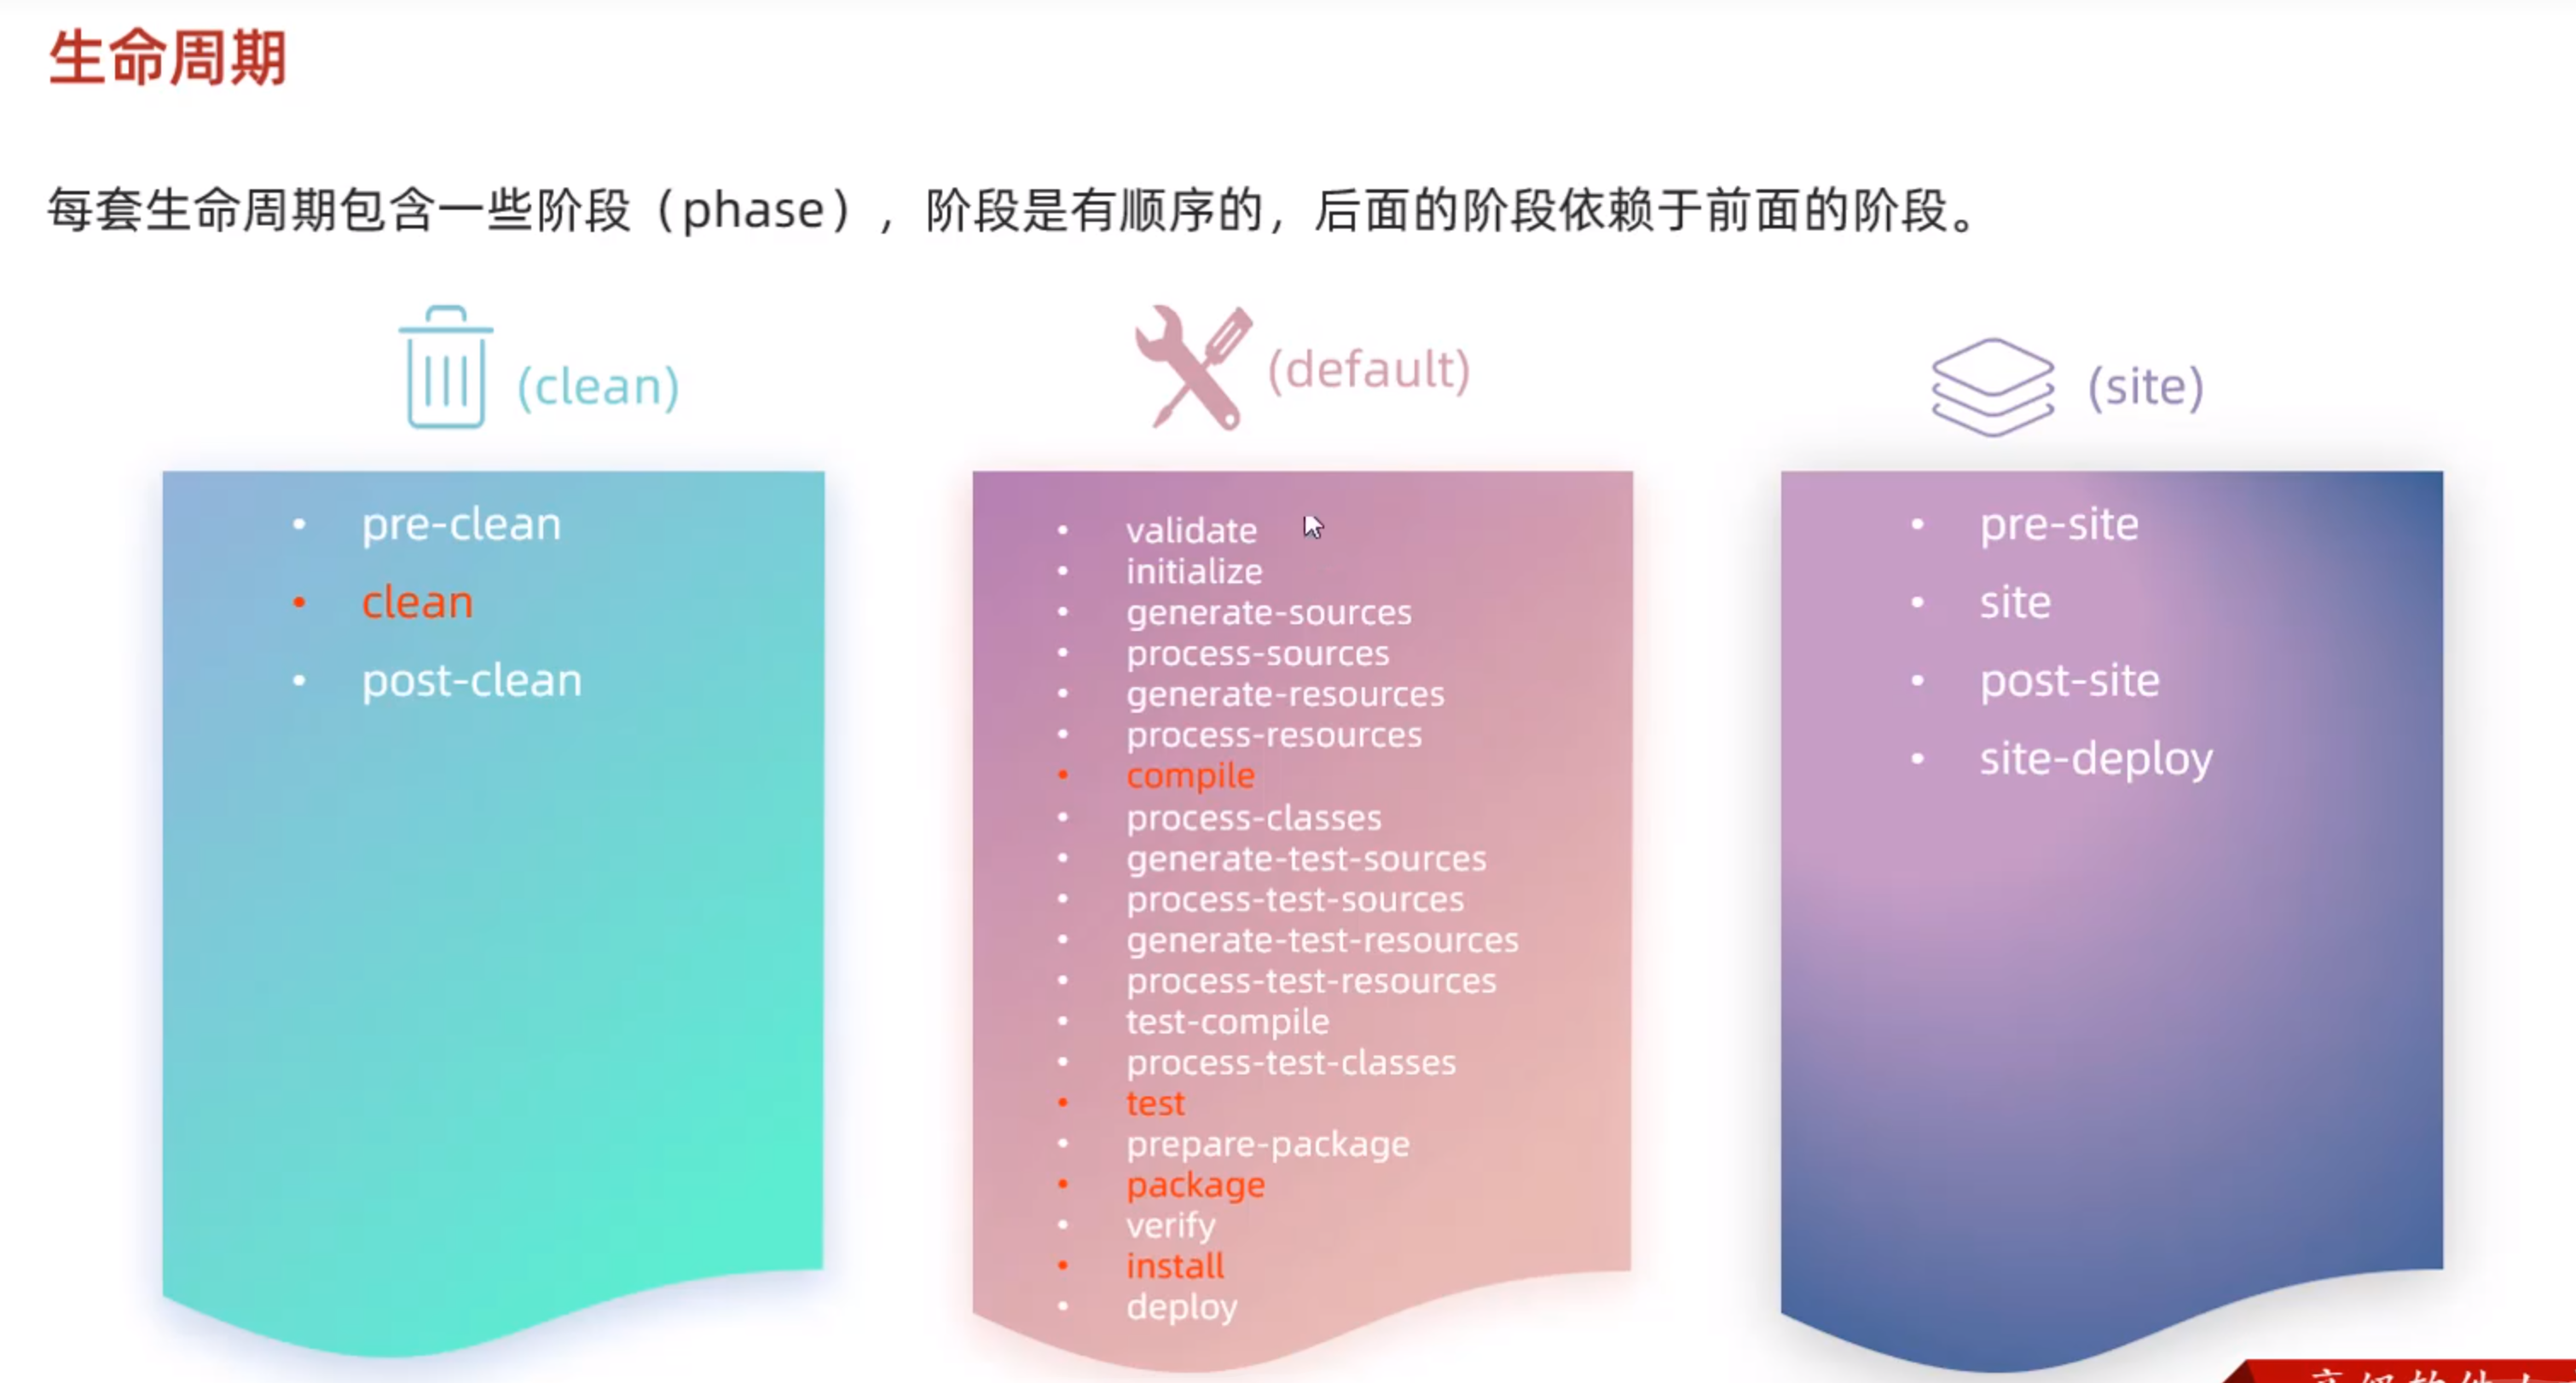 生命周期
每套生命周期包含一些阶段（phase），阶段是有顺序的，后面的阶段依赖于前面的阶段。
(clean)
• pre-clean
• clean
• post-clean
(default)
• validate
• initialize
• generate-sources
• process-sources
• generate-resources
• process-resources
• compile
• process-classes
• generate-test-sources
• process-test-sources
• generate-test-resources
• process-test-resources
• test-compile
• process-test-classes
• test
• prepare-package
• package
• verify
• install
• deploy
(site)
• pre-site
• site
• post-site
• site-deploy